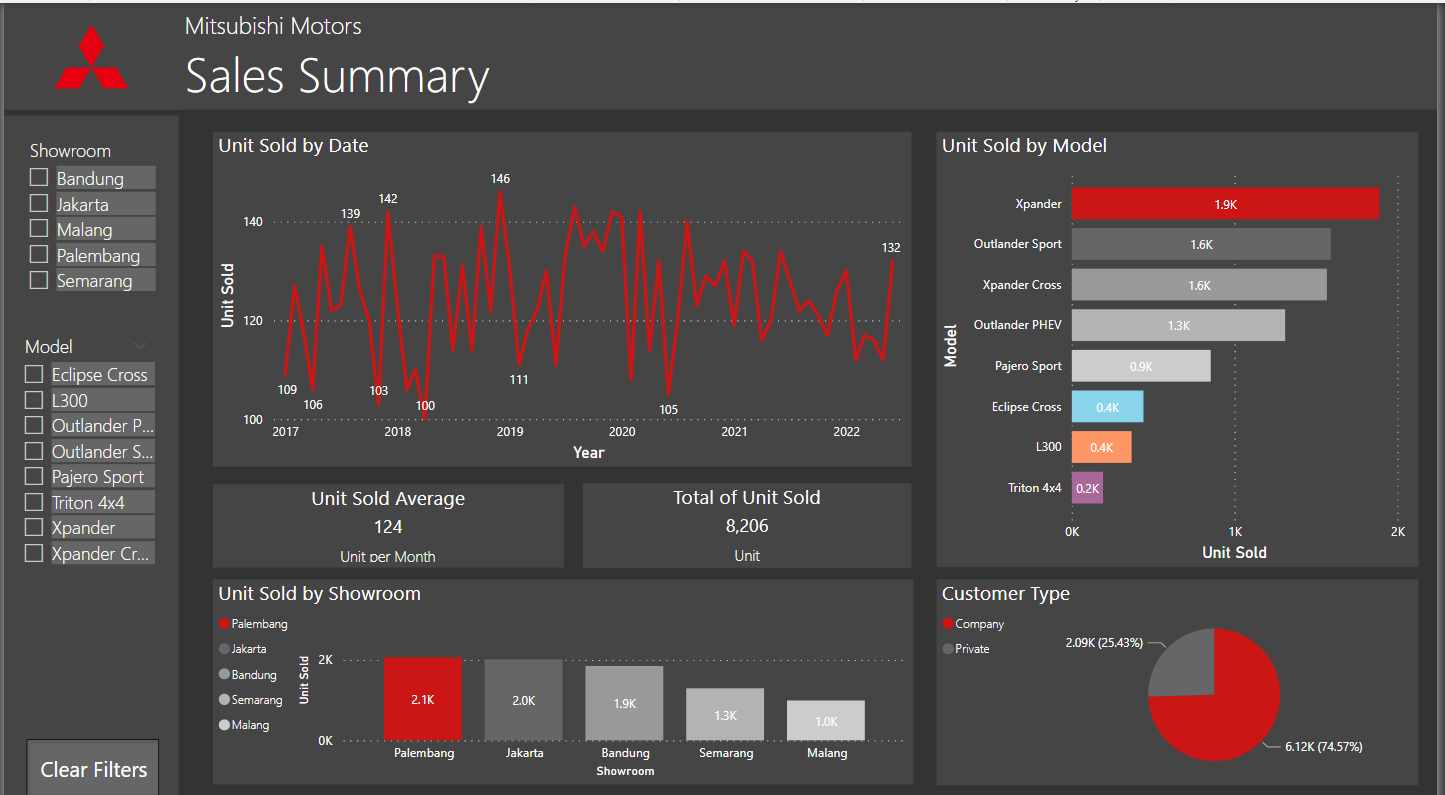 Mitsubishi Motors
Sales Summary
Showroom
Bandung
Jakarta
Malang
Palembang
Semarang
Model
Eclipse Cross
L300
Outlander P...
Outlander S...
Pajero Sport
Triton 4x4
Xpander
Xpander Cr...
Clear Filters
Unit Sold by Date
Unit Sold
140
120
100
146
142
139
132
109
106
103
100
111
105
2017 2018 2019 2020 2021 2022
Year
Unit Sold Average
124
Unit per Month
Total of Unit Sold
8,206
Unit
Unit Sold by Model
Model
Xpander 1.9K
Outlander Sport 1.6K
Xpander Cross 1.6K
Outlander PHEV 1.3K
Pajero Sport 0.9K
Eclipse Cross 0.4K
L300 0.4K
Triton 4x4 0.2K
0K 1K 2K
Unit Sold
Unit Sold by Showroom
Palembang
Jakarta
Bandung
Semarang
Malang
Unit Sold
2K
0K
2.1K 2.0K 1.9K 1.3K 1.0K
Palembang Jakarta Bandung Semarang Malang
Showroom
Customer Type
Company
Private
2.09K (25.43%)
6.12K (74.57%)